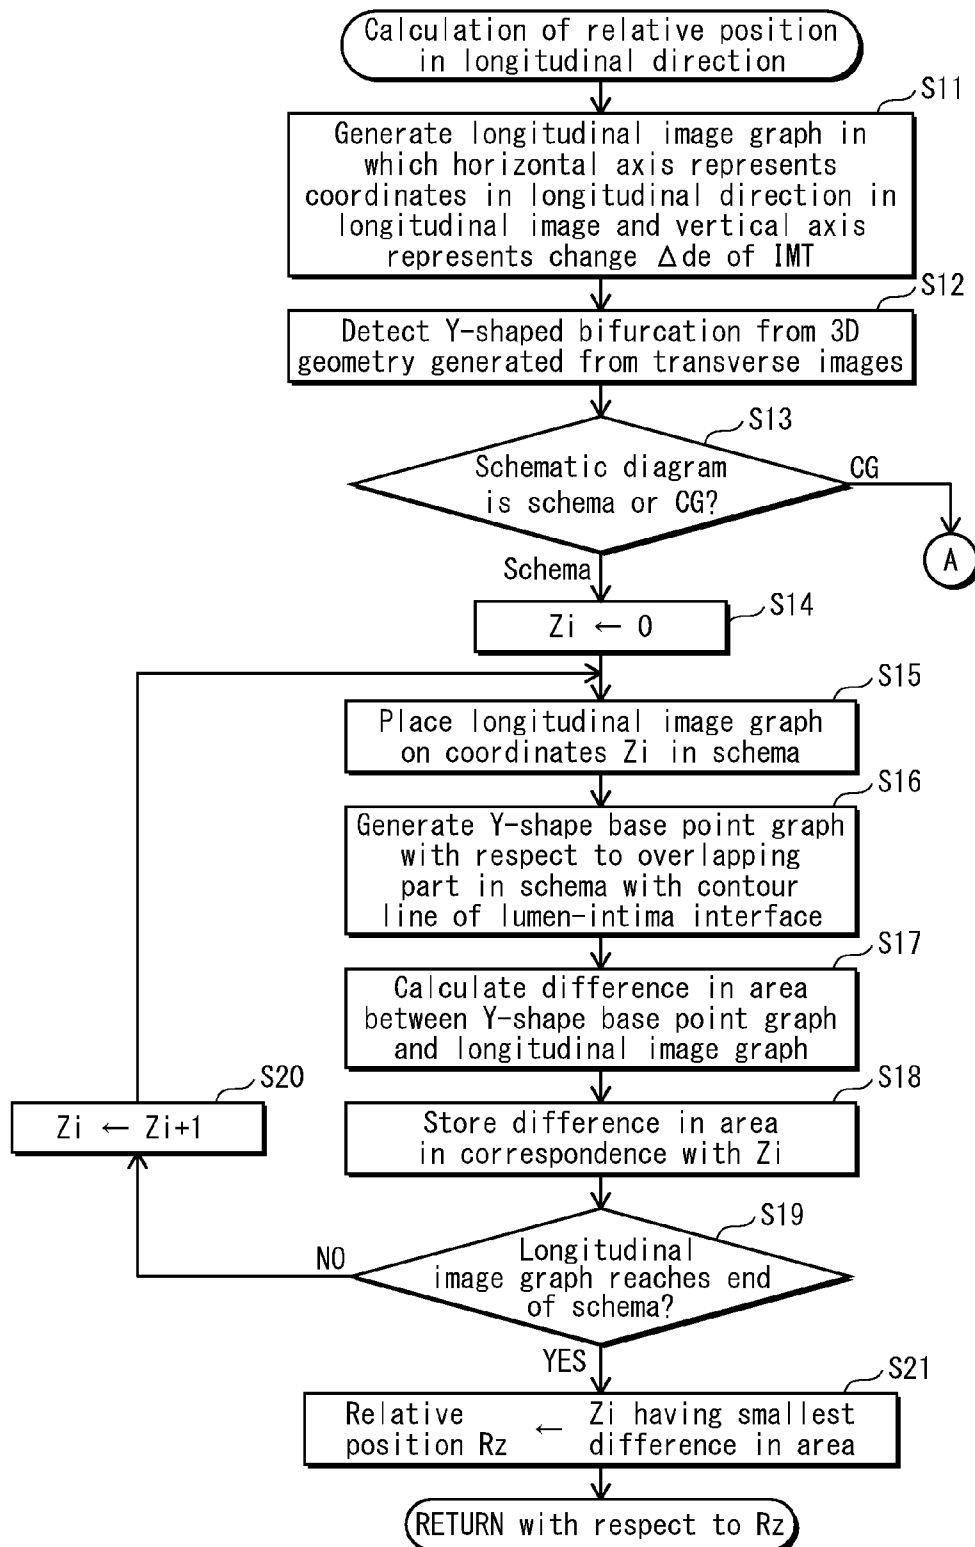 Calculation of relative position
in longitudinal direction
S11
Generate longitudinal image graph in
which horizontal axis represents
coordinates in longitudinal direction in
longitudinal image and vertical axis
represents change Δde of IMT
S12
Detect Y-shaped bifurcation from 3D
geometry generated from transverse images
S13
Schematic diagram
is schema or CG?
CG
A
Schema
S14
Zi ← 0
S15
Place longitudinal image graph
on coordinates Zi in schema
S16
Generate Y-shape base point graph
with respect to overlapping
part in schema with contour
line of lumen-intima interface
S17
Calculate difference in area
between Y-shape base point graph
and longitudinal image graph
S18
Store difference in area
in correspondence with Zi
S20
Zi ← Zi+1
S19
Longitudinal
image graph reaches end
of schema?
NO
YES
S21
Relative position Rz ← Zi having smallest difference in area
RETURN with respect to Rz